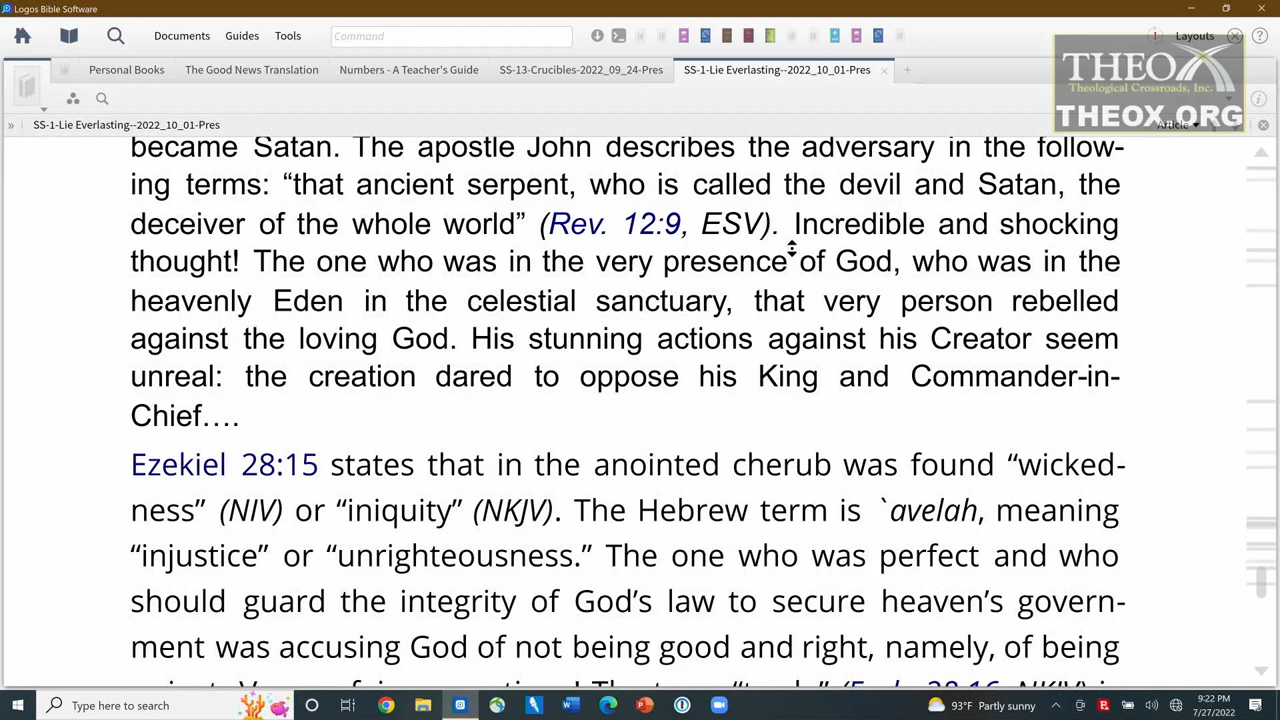 Logos Bible Software
Documents Guides Tools Command Layouts
THEOX
Theological Crossroads, Inc.
THEOX.ORG
Personal Books The Good News Translation Numbers - A Teacher's Guide SS-13-Crucibles-2022_09_24-Pres SS-1-Lie Everlasting--2022_10_01-Pres
SS-1-Lie Everlasting--2022_10_01-Pres Article
became Satan. The apostle John describes the adversary in the follow-
ing terms: “that ancient serpent, who is called the devil and Satan, the
deceiver of the whole world” (Rev. 12:9, ESV). Incredible and shocking
thought! The one who was in the very presence of God, who was in the
heavenly Eden in the celestial sanctuary, that very person rebelled
against the loving God. His stunning actions against his Creator seem
unreal: the creation dared to oppose his King and Commander-in-
Chief….
Ezekiel 28:15 states that in the anointed cherub was found “wicked-
ness” (NIV) or “iniquity” (NKJV). The Hebrew term is `avelah, meaning
“injustice” or “unrighteousness.” The one who was perfect and who
should guard the integrity of God’s law to secure heaven’s govern-
ment was accusing God of not being good and right, namely, of being
Type here to search
93°F Partly sunny
9:22 PM
7/27/2022